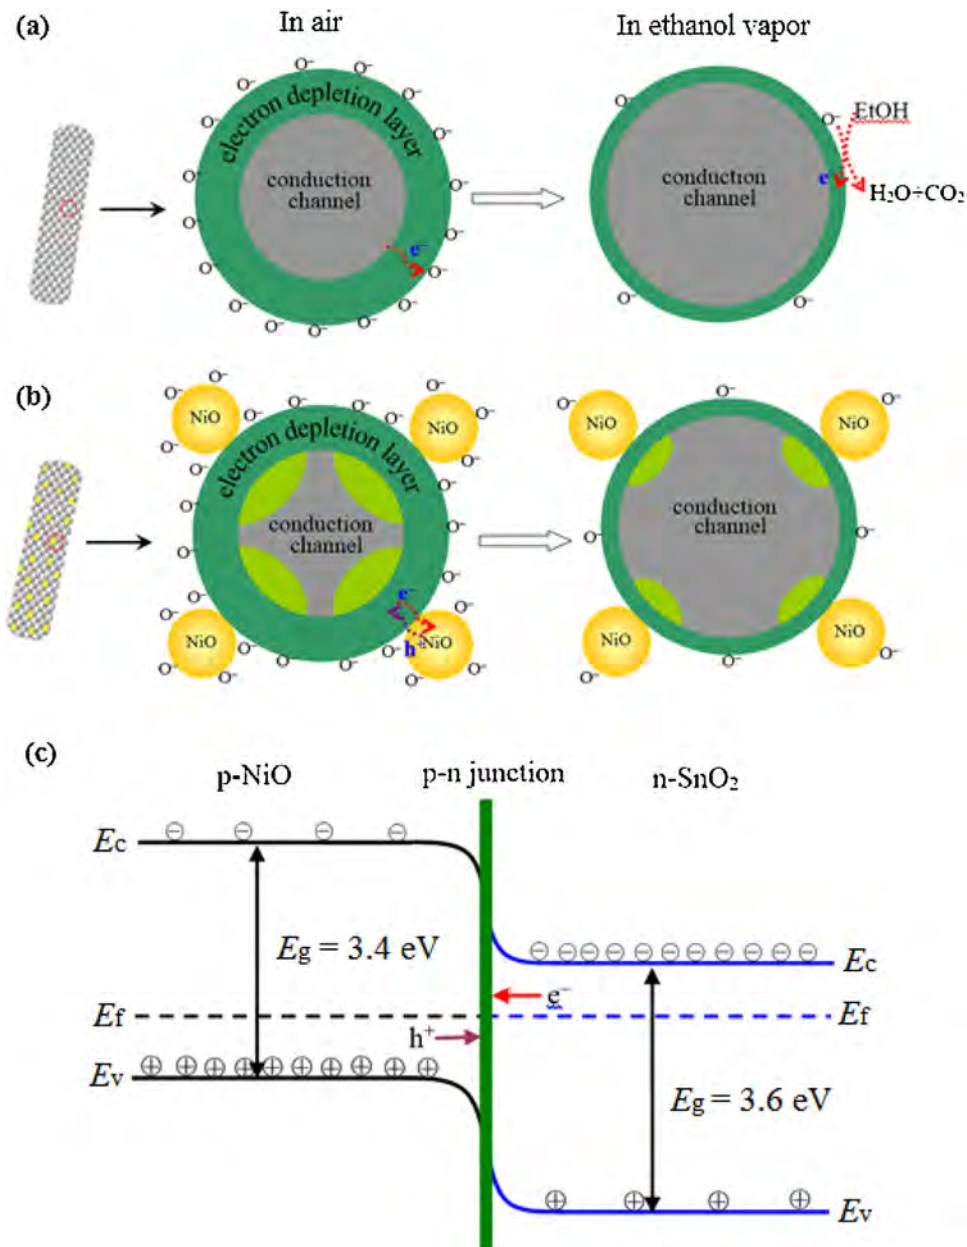 (a)
In air
In ethanol vapor
O⁻ O⁻
O⁻ O⁻
O⁻ O⁻
electron depletion layer
O⁻ O⁻
O⁻ O⁻
O⁻ O⁻
O⁻ O⁻
O⁻ O⁻
O⁻ O⁻ O⁻ O⁻
conduction
channel
e⁻
O⁻
O⁻
EtOH
conduction
channel
e⁻
H₂O+CO₂
O⁻
O⁻
(b)
O⁻ O⁻
O⁻ O⁻
NiO
O⁻ O⁻ O⁻ O⁻
NiO
O⁻ O⁻
electron depletion layer
O⁻ O⁻
O⁻ O⁻
conduction
channel
O⁻ O⁻
e⁻
h⁺
NiO
O⁻ O⁻ O⁻ O⁻
NiO
O⁻ O⁻
O⁻
O⁻
O⁻
O⁻
NiO
NiO
O⁻
conduction
channel
O⁻
O⁻
NiO
NiO
O⁻
O⁻
O⁻
(c)
p-NiO
p-n junction
n-SnO₂
Ec
Eg = 3.4 eV
Ec
e⁻
Ef
Ef
h⁺
Ev
Eg = 3.6 eV
Ev